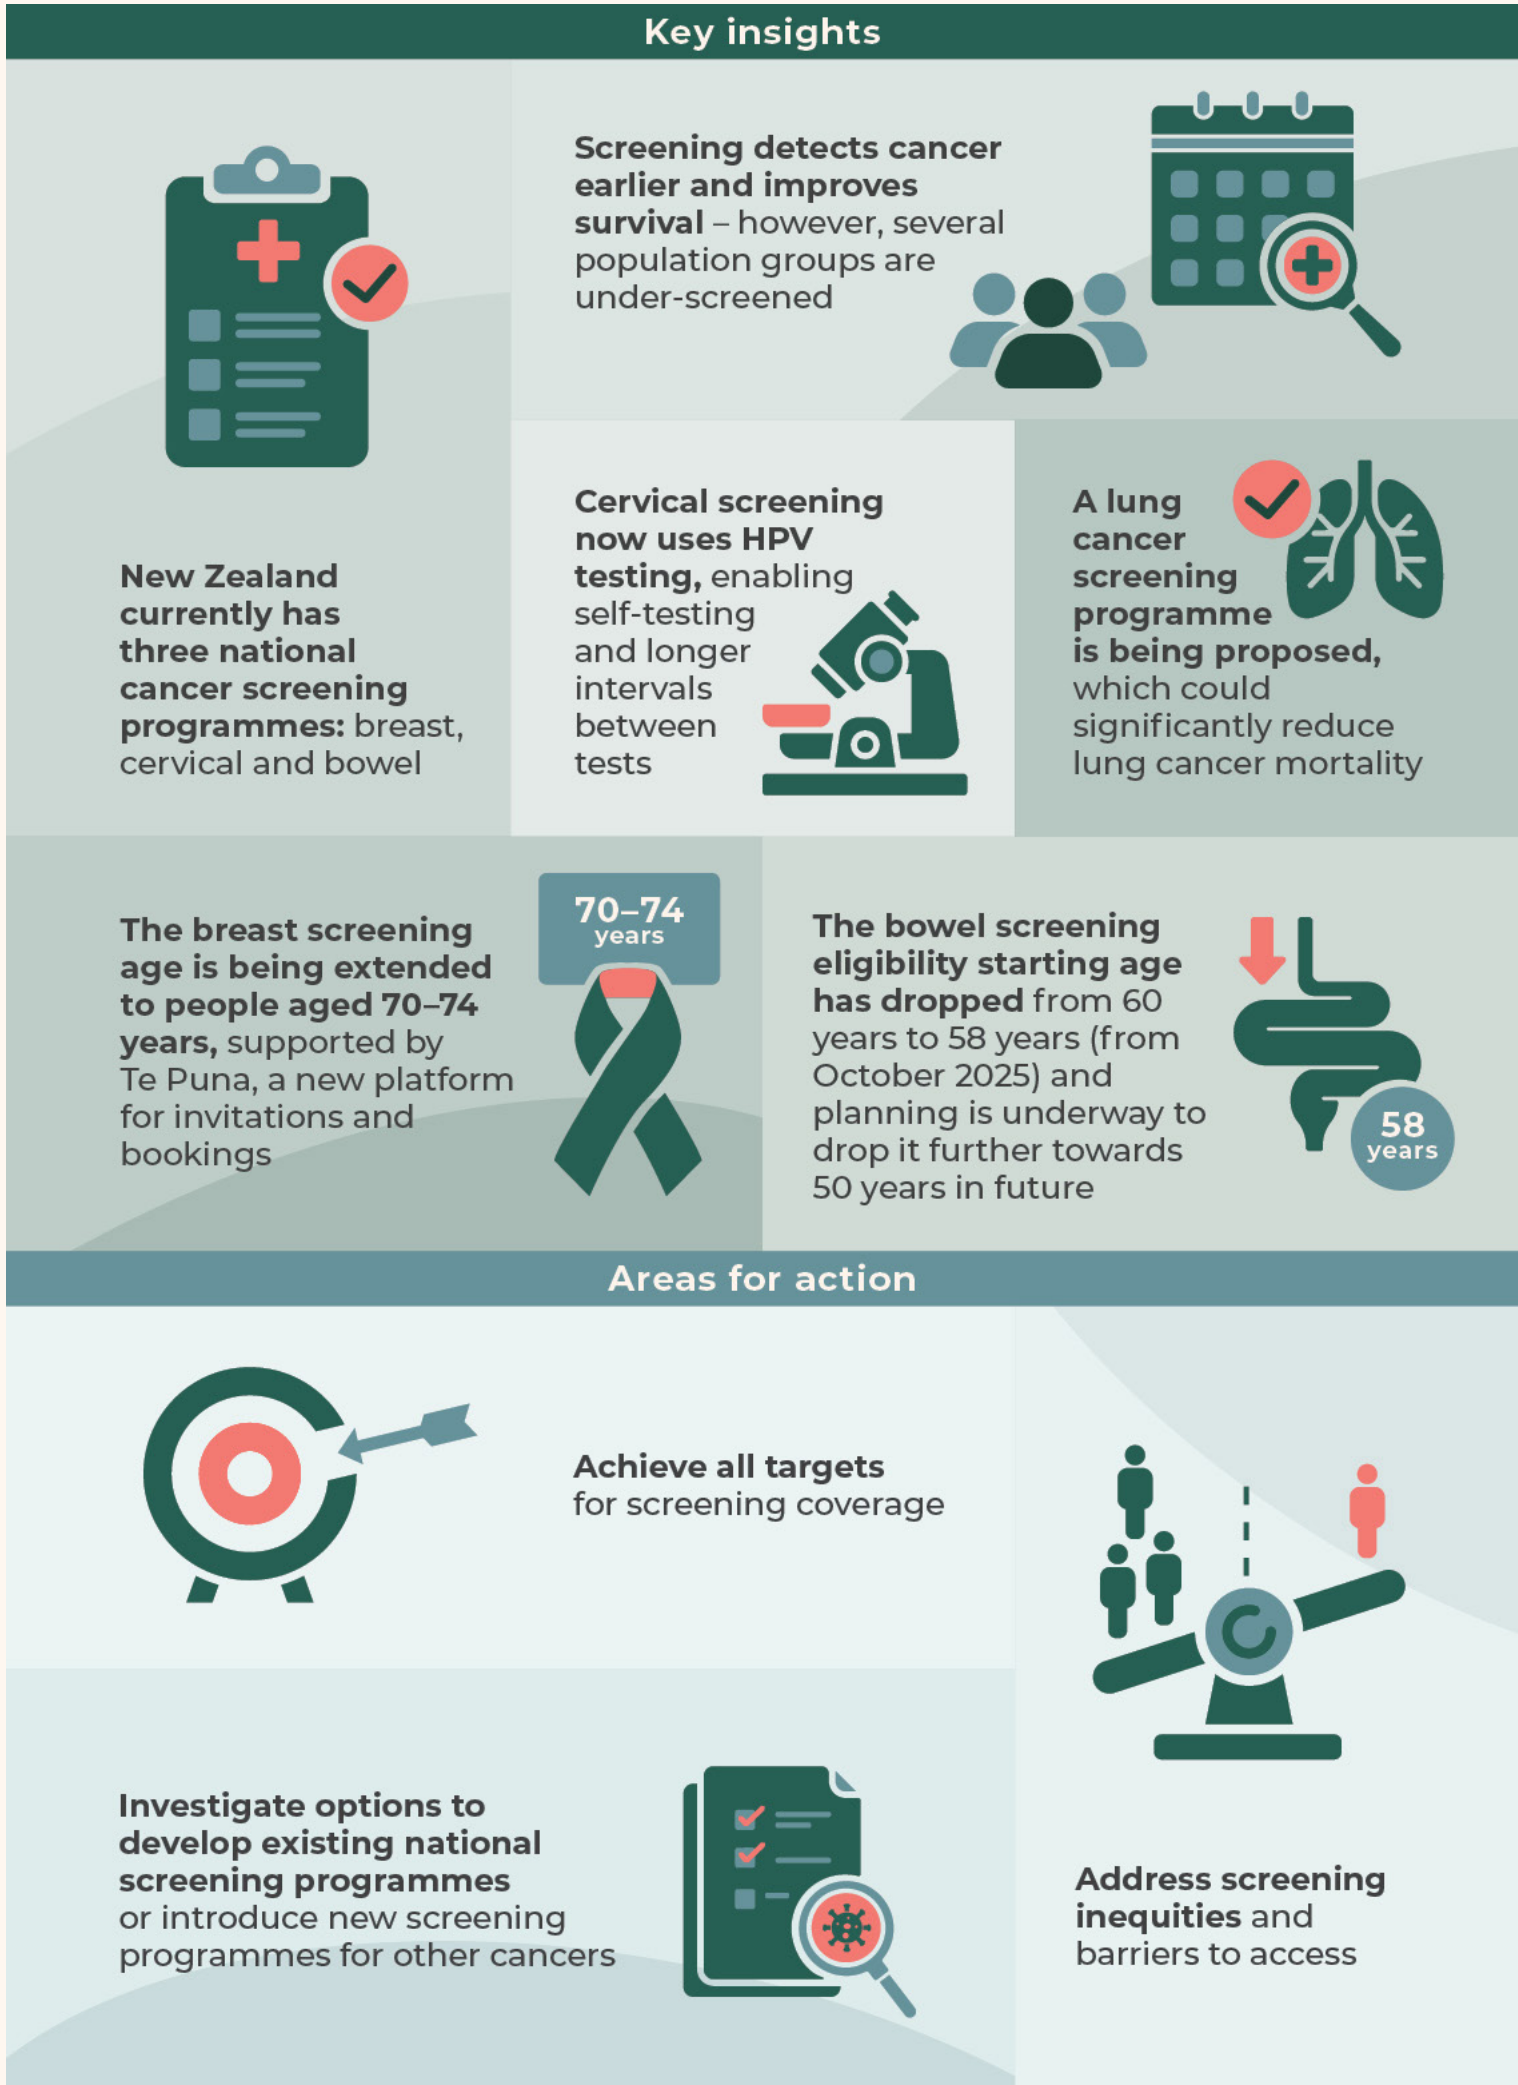 Key insights
New Zealand
currently has
three national
cancer screening
programmes: breast,
cervical and bowel
Screening detects cancer
earlier and improves
survival – however, several
population groups are
under-screened
Cervical screening
now uses HPV
testing, enabling
self-testing
and longer
intervals
between
tests
A lung
cancer
screening
programme
is being proposed,
which could
significantly reduce
lung cancer mortality
The breast screening
age is being extended
to people aged 70–74
years, supported by
Te Puna, a new platform
for invitations and
bookings
70–74
years
The bowel screening
eligibility starting age
has dropped from 60
years to 58 years (from
October 2025) and
planning is underway to
drop it further towards
50 years in future
58
years
Areas for action
Achieve all targets
for screening coverage
Investigate options to
develop existing national
screening programmes
or introduce new screening
programmes for other cancers
Address screening
inequities and
barriers to access